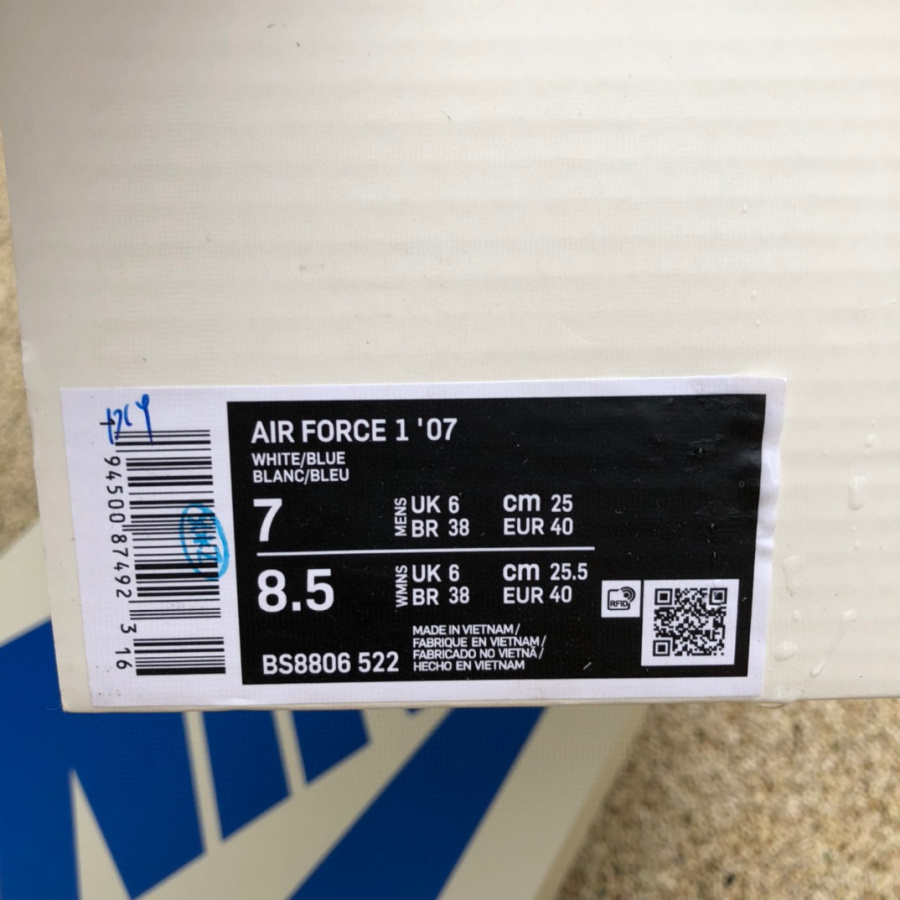 AIR FORCE 1 '07
WHITE/BLUE
BLANC/BLEU
7
MENS
UK 6
BR 38
cm 25
EUR 40
8.5
WMNS
UK 6
BR 38
cm 25.5
EUR 40
RFID
BS8806 522
MADE IN VIETNAM/
FABRIQUE EN VIETNAM/
FABRICADO NO VIETNÃ/
HECHO EN VIETNAM
94500 87492 3 16